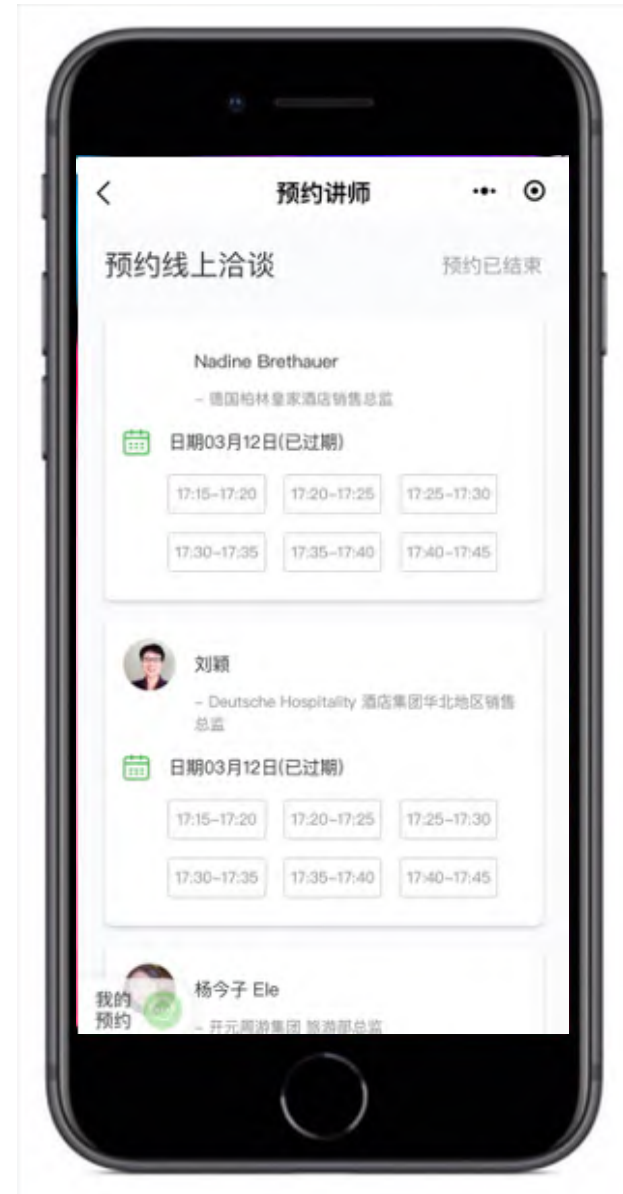 预约讲师
预约线上洽谈
预约已结束
Nadine Brethauer
– 德国柏林皇家酒店销售总监
日期03月12日(已过期)
17:15–17:20
17:20–17:25
17:25–17:30
17:30–17:35
17:35–17:40
17:40–17:45
刘颖
– Deutsche Hospitality 酒店集团华北地区销售
总监
日期03月12日(已过期)
17:15–17:20
17:20–17:25
17:25–17:30
17:30–17:35
17:35–17:40
17:40–17:45
杨今子 Ele
– 开元周游集团 旅游部总监
我的
预约